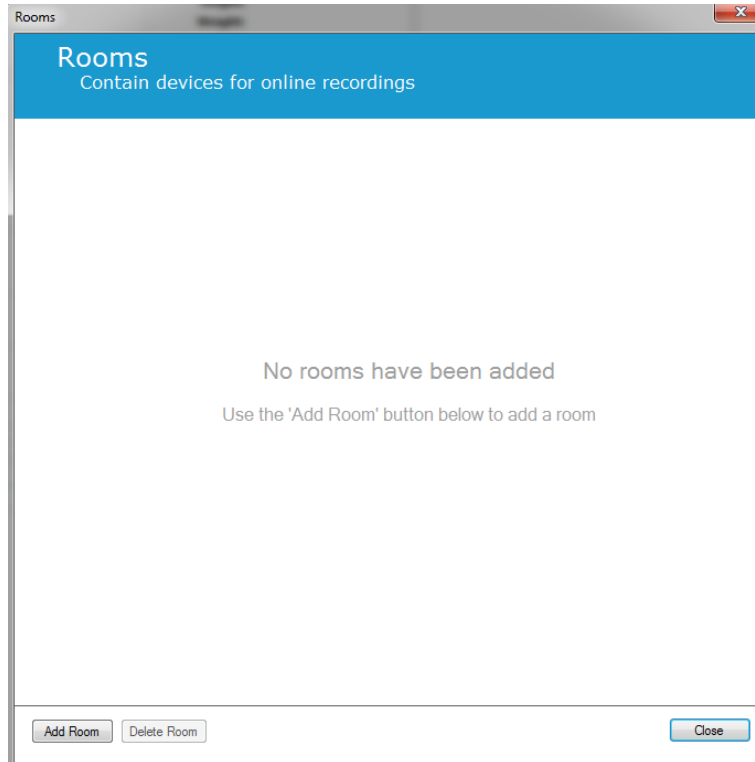 Rooms
Rooms
Contain devices for online recordings
No rooms have been added
Use the 'Add Room' button below to add a room
Add Room Delete Room Close